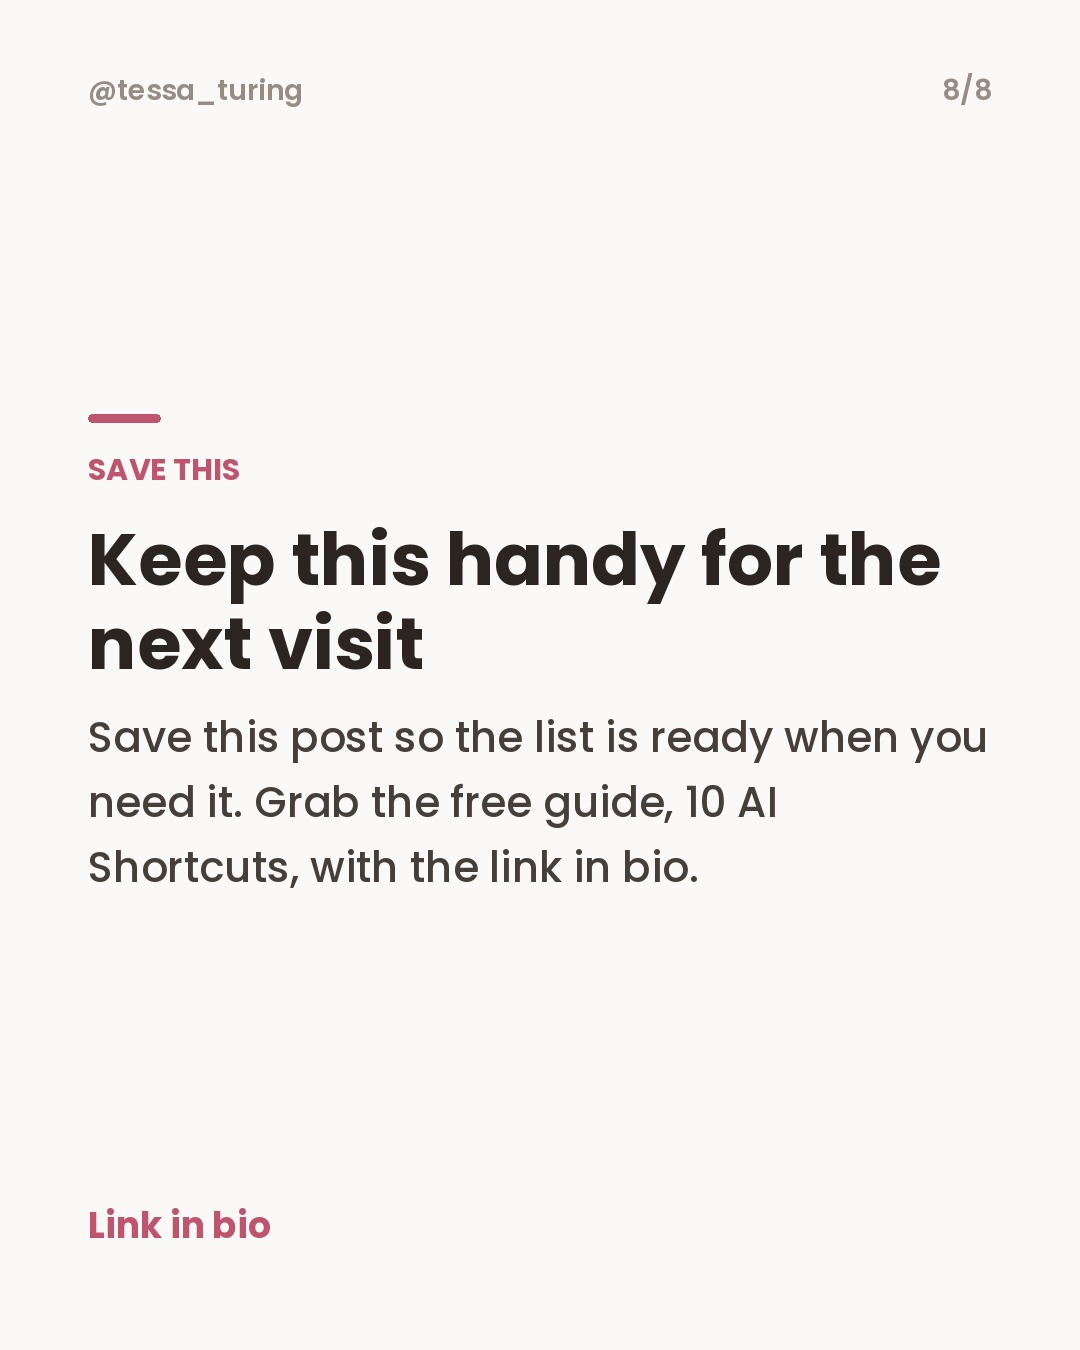 @tessa_turing
8/8
SAVE THIS
Keep this handy for the
next visit
Save this post so the list is ready when you
need it. Grab the free guide, 10 AI
Shortcuts, with the link in bio.
Link in bio